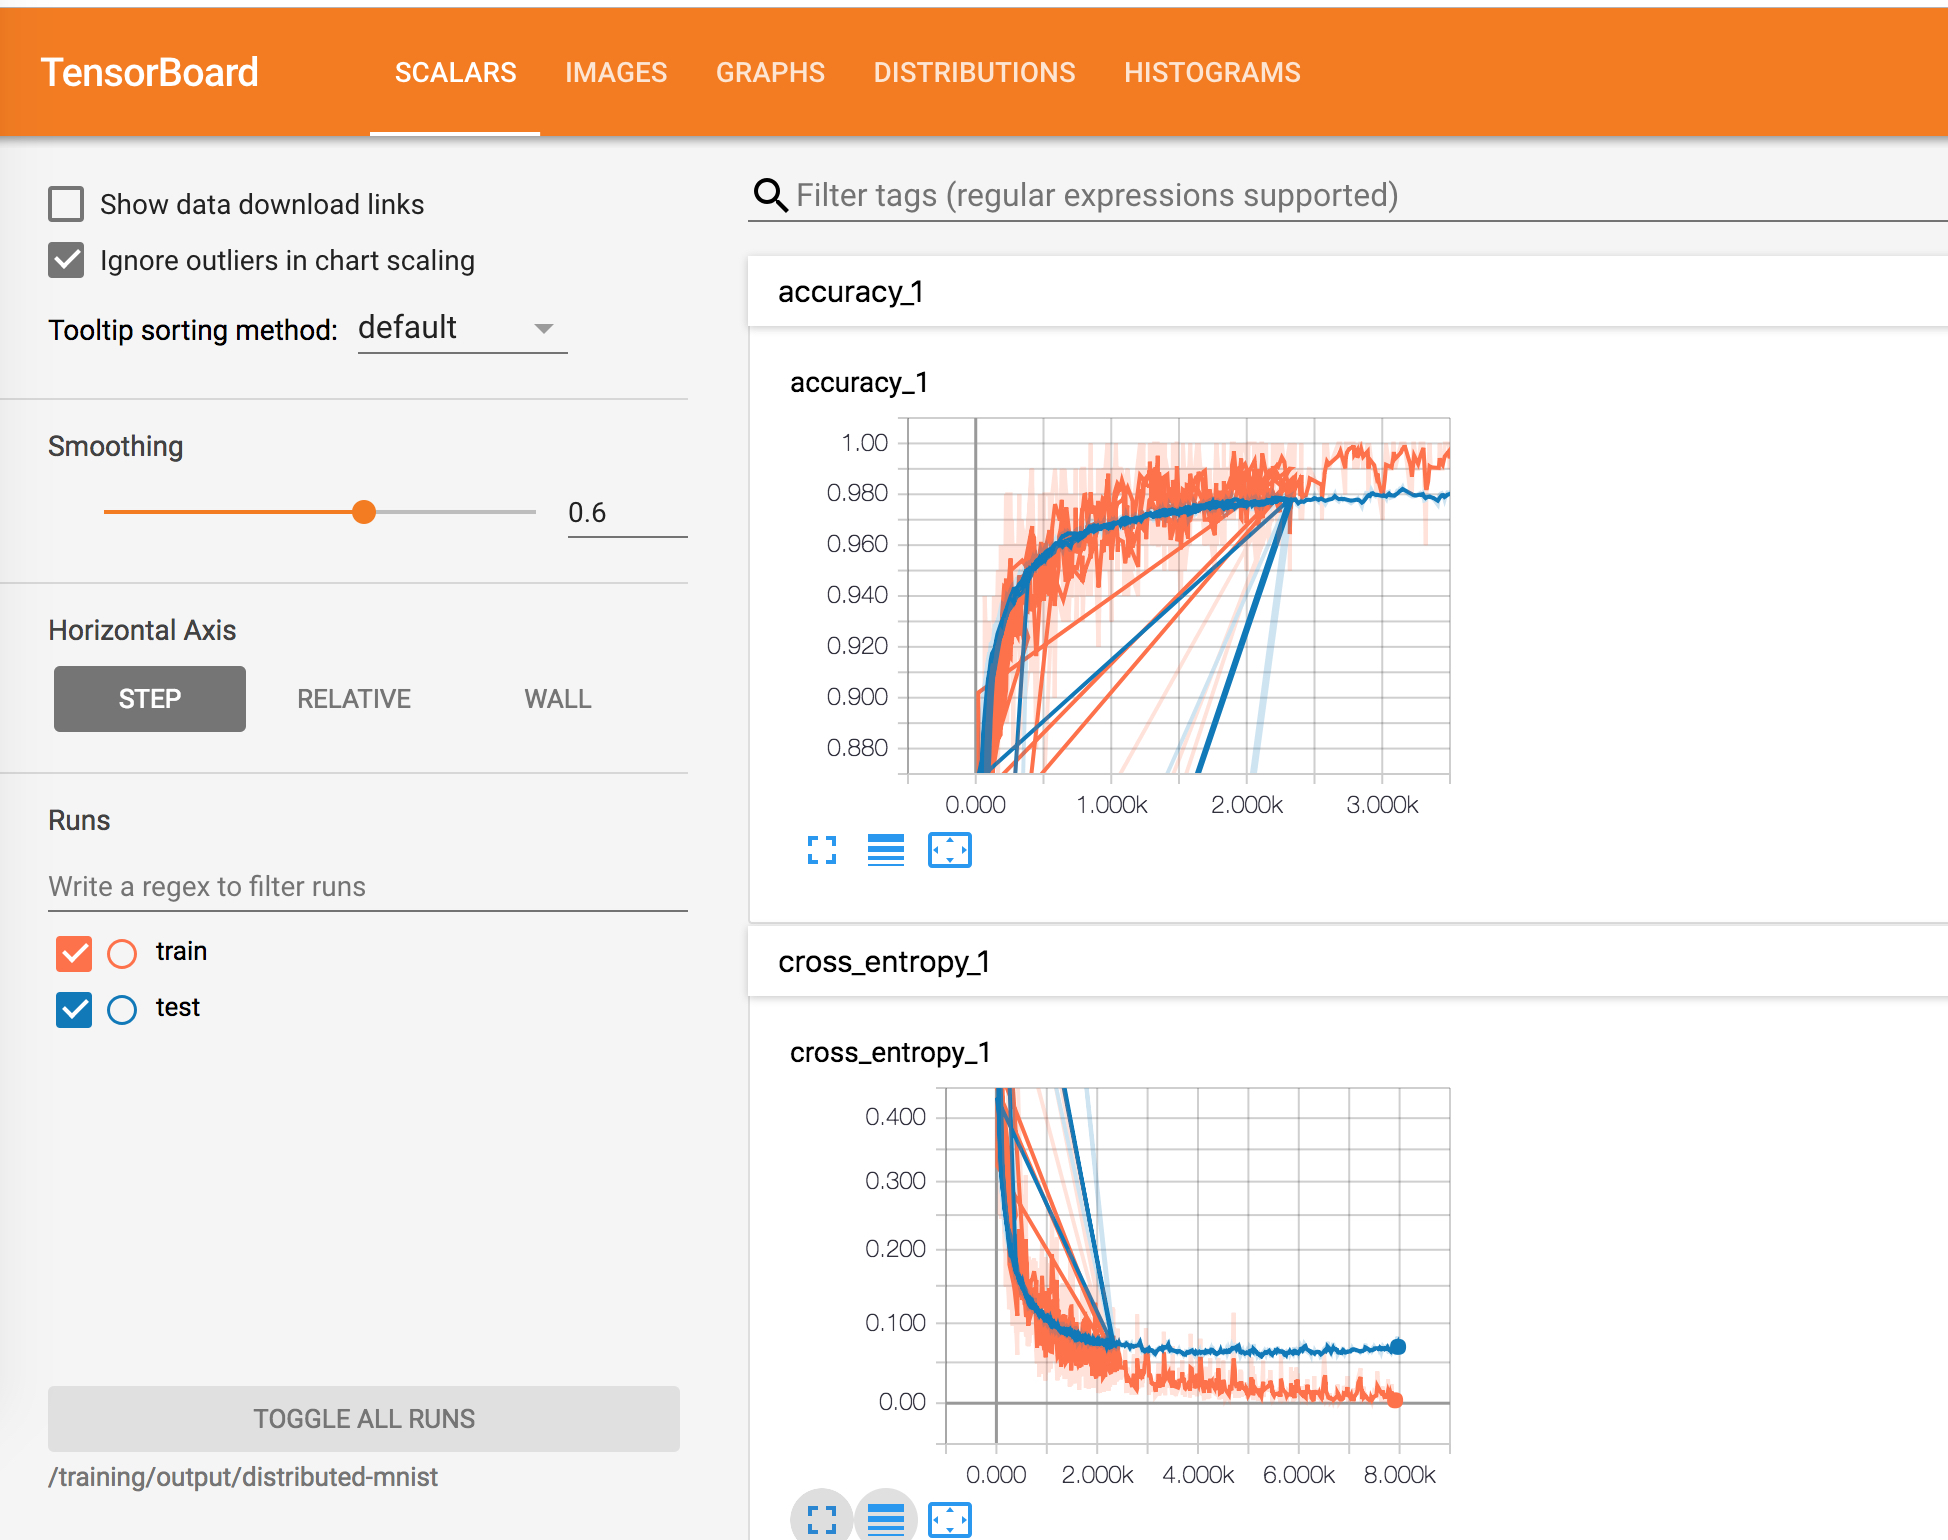 TensorBoard SCALARS IMAGES GRAPHS DISTRIBUTIONS HISTOGRAMS
Show data download links
Ignore outliers in chart scaling
Tooltip sorting method: default
Smoothing
0.6
Horizontal Axis
STEP RELATIVE WALL
Runs
Write a regex to filter runs
train
test
TOGGLE ALL RUNS
/training/output/distributed-mnist
Filter tags (regular expressions supported)
accuracy_1
accuracy_1
1.00
0.980
0.960
0.940
0.920
0.900
0.880
0.000 1.000k 2.000k 3.000k
cross_entropy_1
cross_entropy_1
0.400
0.300
0.200
0.100
0.00
0.000 2.000k 4.000k 6.000k 8.000k